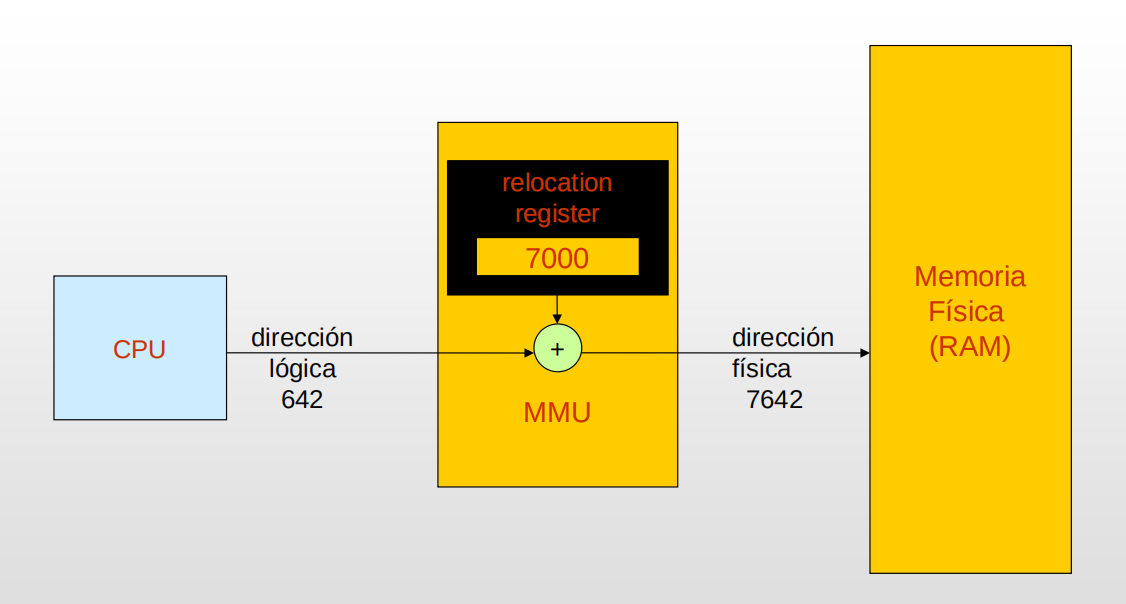 relocation
register
7000
CPU
dirección
lógica
642
+
MMU
dirección
física
7642
Memoria
Física
(RAM)